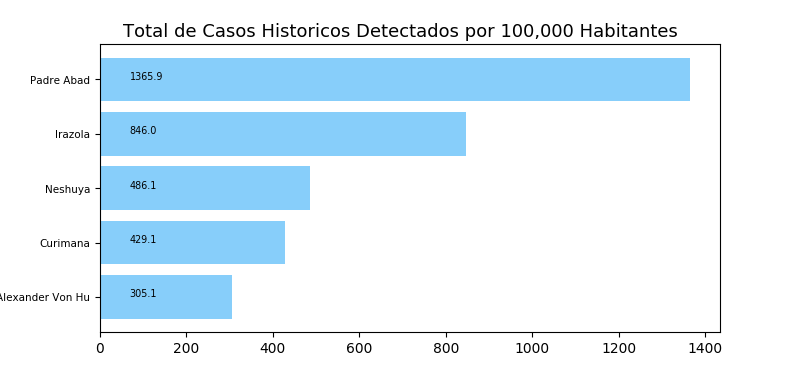 Total de Casos Historicos Detectados por 100,000 Habitantes
Padre Abad 1365.9
Irazola 846.0
Neshuya 486.1
Curimana 429.1
Alexander Von Hu 305.1
0 200 400 600 800 1000 1200 1400